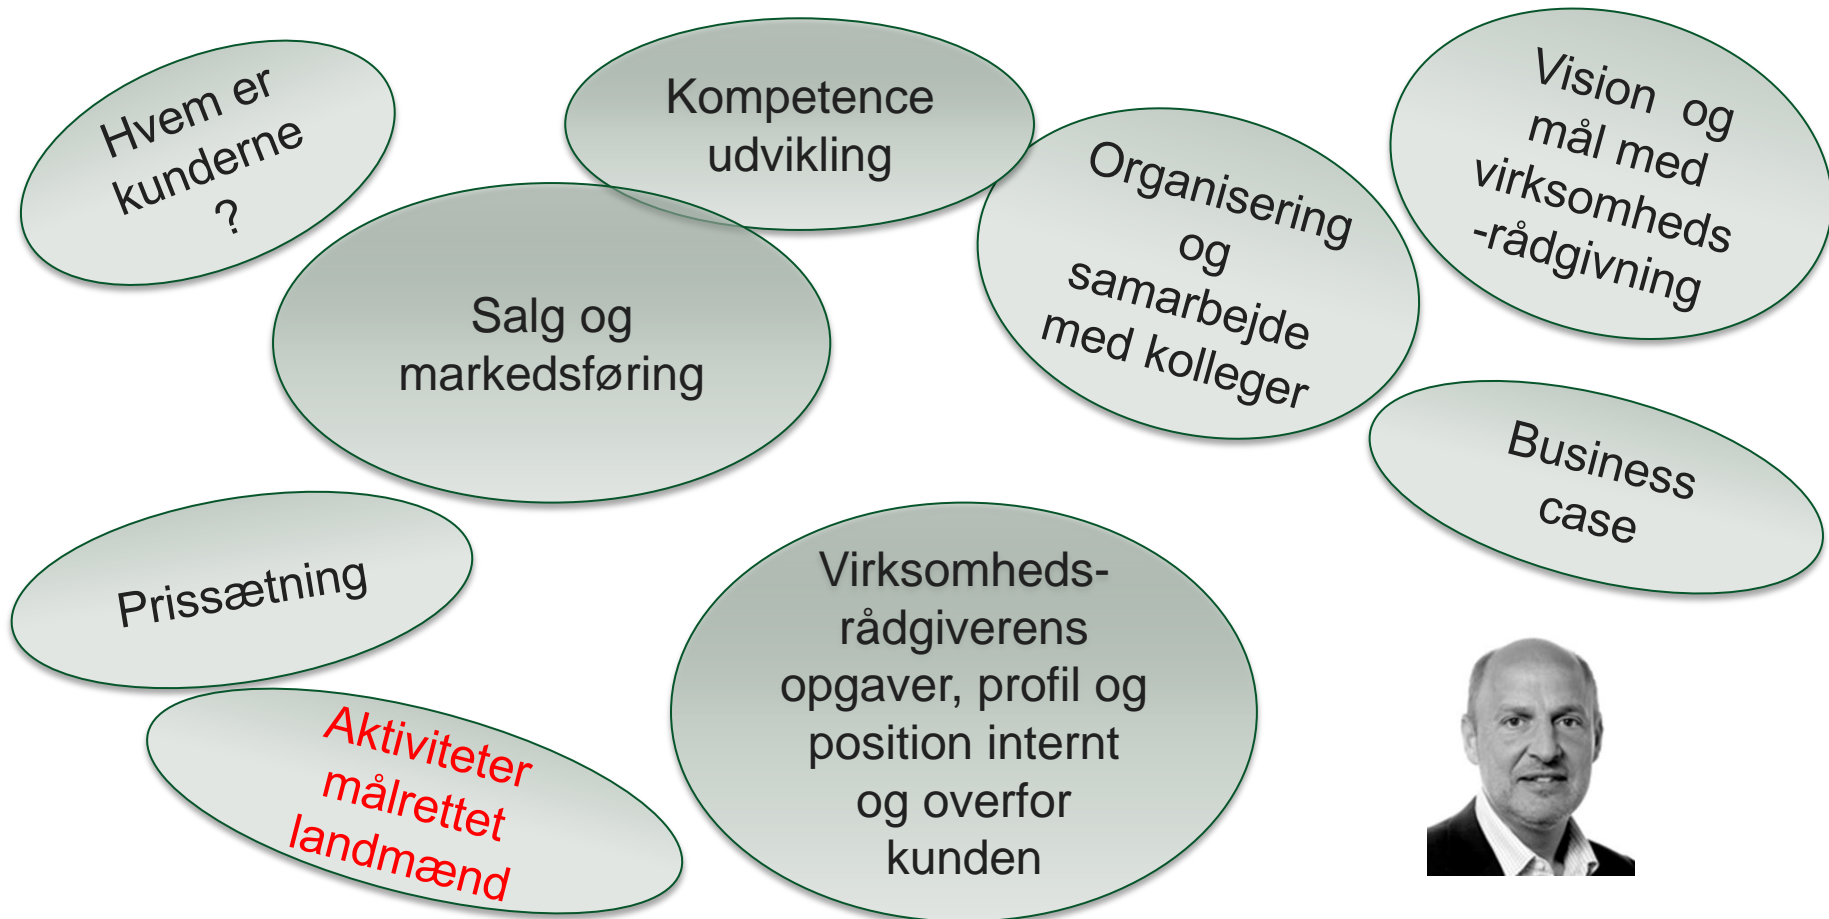 Hvem er
kunderne
?
Kompetence
udvikling
Organisering
og
samarbejde
med kolleger
Vision og
mål med
virksomheds
-rådgivning
Salg og
markedsføring
Business
case
Prissætning
Virksomheds-
rådgiverens
opgaver, profil og
position internt
og overfor
kunden
Aktiviteter
målrettet
landmænd